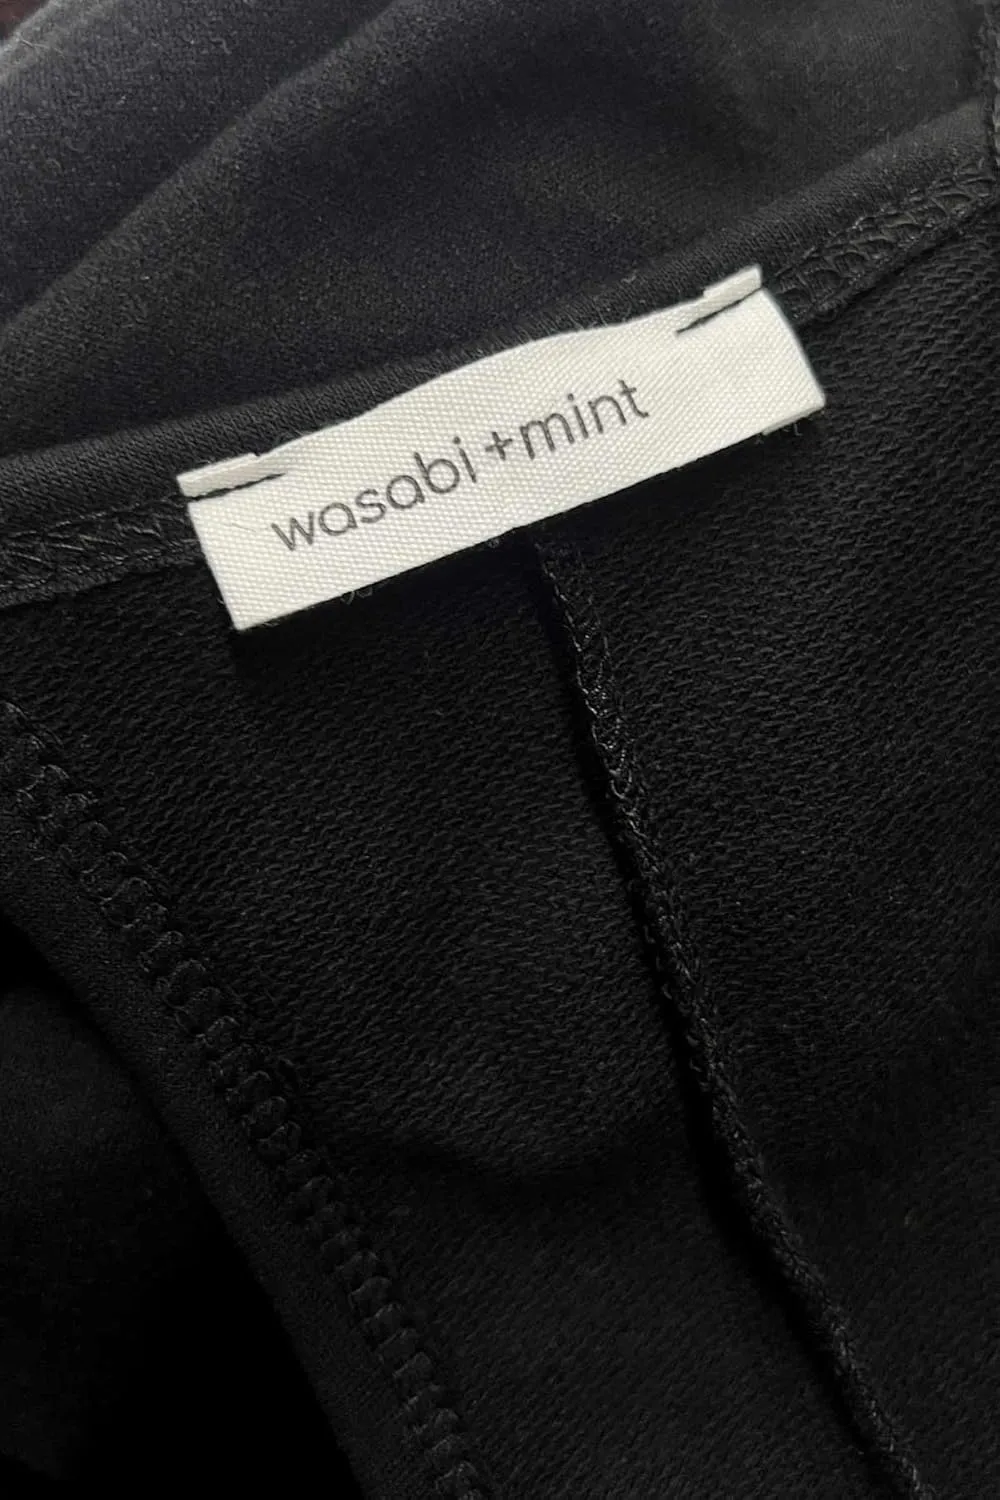 wasabi + mint